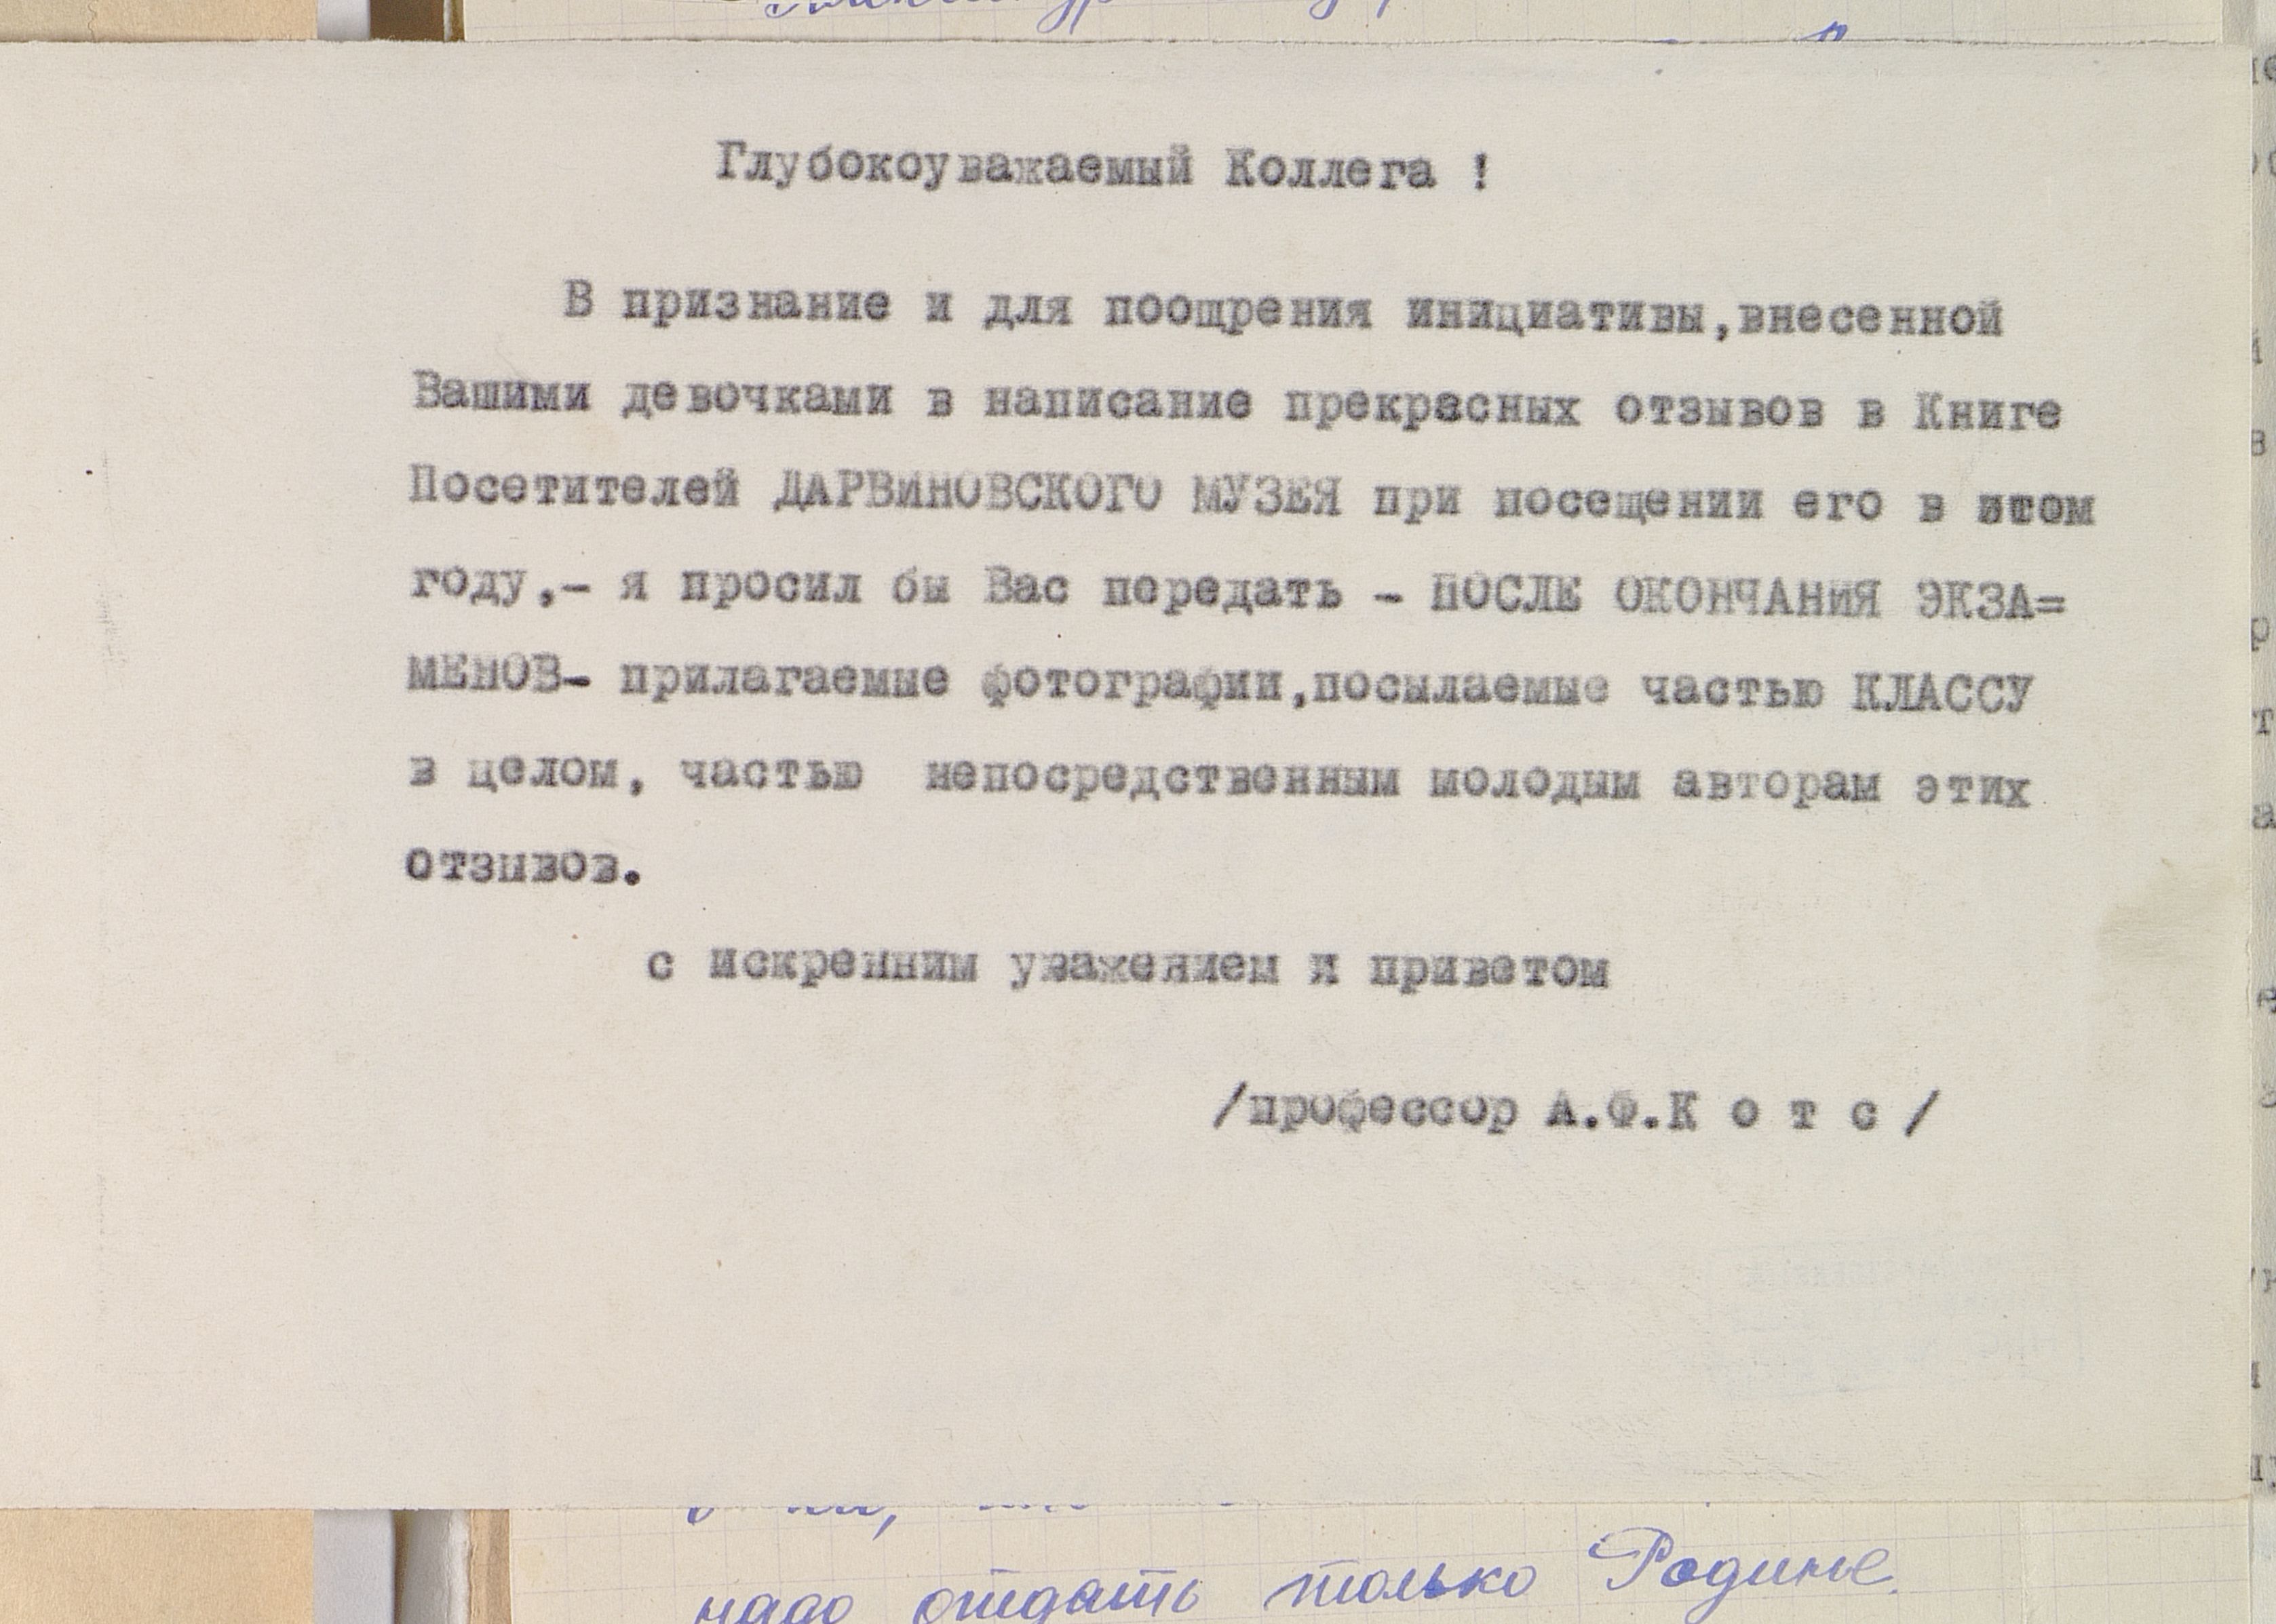 Глубокоуважаемый Коллега !
В признание и для поощрения инициативы,внесенной
Вашими девочками в написание прекрасных отзывов в Книге
Посетителей ДАРВИНОВСКОГО МУЗЕЯ при посещении его в этом
году,- я просил бы Вас передать - ПОСЛЕ ОКОНЧАНИЯ ЭКЗА=
МЕНОВ- прилагаемые фотографии,посылаемые частью КЛАССУ
в целом, частью непосредственным молодым авторам этих
отзывов.
с искренним уважением и приветом
/профессор А.Ф.К о т с /
надо отдать только Родине.